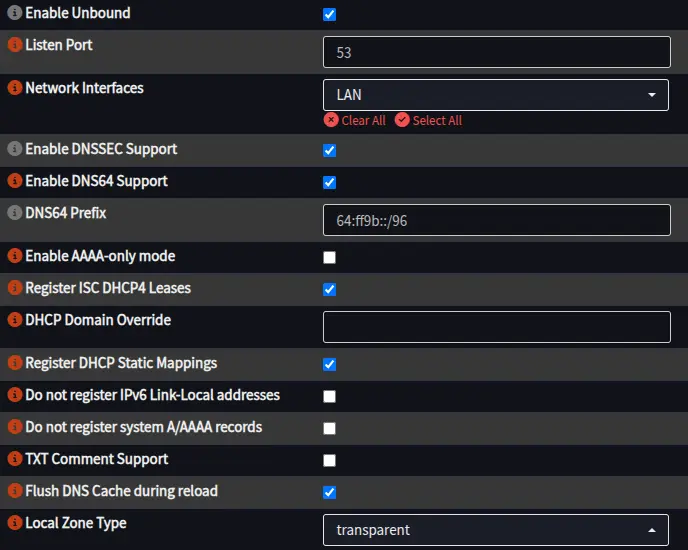 Enable Unbound
Listen Port
53
Network Interfaces
LAN
Clear All Select All
Enable DNSSEC Support
Enable DNS64 Support
DNS64 Prefix
64:ff9b::/96
Enable AAAA-only mode
Register ISC DHCP4 Leases
DHCP Domain Override
Register DHCP Static Mappings
Do not register IPv6 Link-Local addresses
Do not register system A/AAAA records
TXT Comment Support
Flush DNS Cache during reload
Local Zone Type
transparent